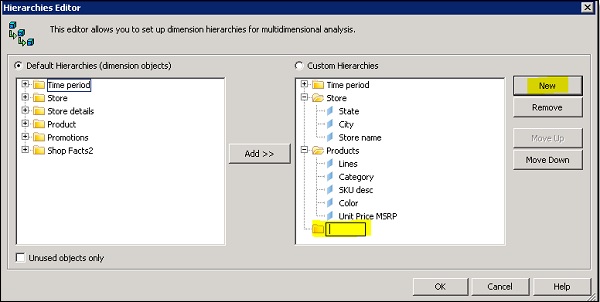 Hierarchies Editor
This editor allows you to set up dimension hierarchies for multidimensional analysis.
Default Hierarchies (dimension objects)
Time period
Store
Store details
Product
Promotions
Shop Facts2
Unused objects only
Add >>
Custom Hierarchies
Time period
Store
State
City
Store name
Products
Lines
Category
SKU desc
Color
Unit Price MSRP
New
Remove
Move Up
Move Down
OK
Cancel
Help